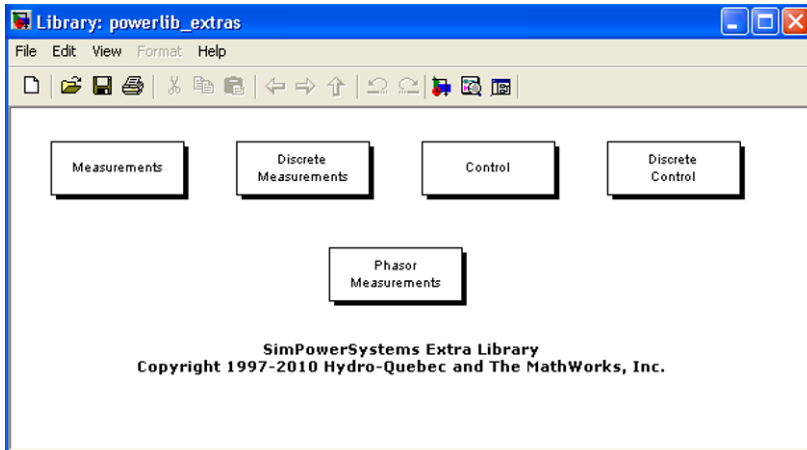 Library: powerlib_extras
File Edit View Format Help
Measurements
Discrete
Measurements
Control
Discrete
Control
Phasor
Measurements
SimPowerSystems Extra Library
Copyright 1997-2010 Hydro-Quebec and The MathWorks, Inc.